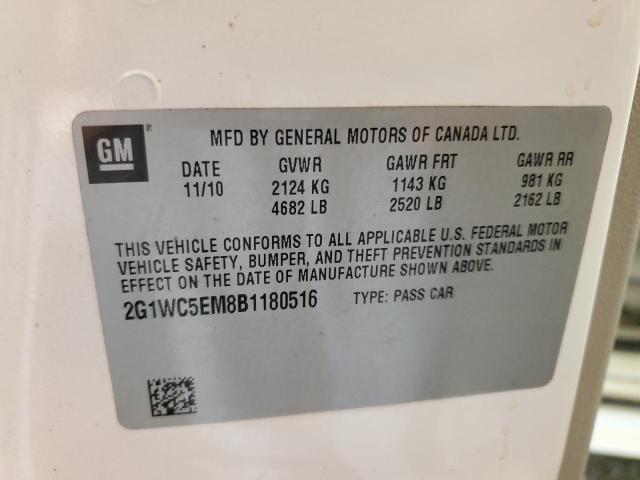 GM®
MFD BY GENERAL MOTORS OF CANADA LTD.
DATE GVWR GAWR FRT GAWR RR
11/10 2124 KG 1143 KG 981 KG
4682 LB 2520 LB 2162 LB
THIS VEHICLE CONFORMS TO ALL APPLICABLE U.S. FEDERAL MOTOR
VEHICLE SAFETY, BUMPER, AND THEFT PREVENTION STANDARDS IN
EFFECT ON THE DATE OF MANUFACTURE SHOWN ABOVE.
2G1WC5EM8B1180516 TYPE: PASS CAR